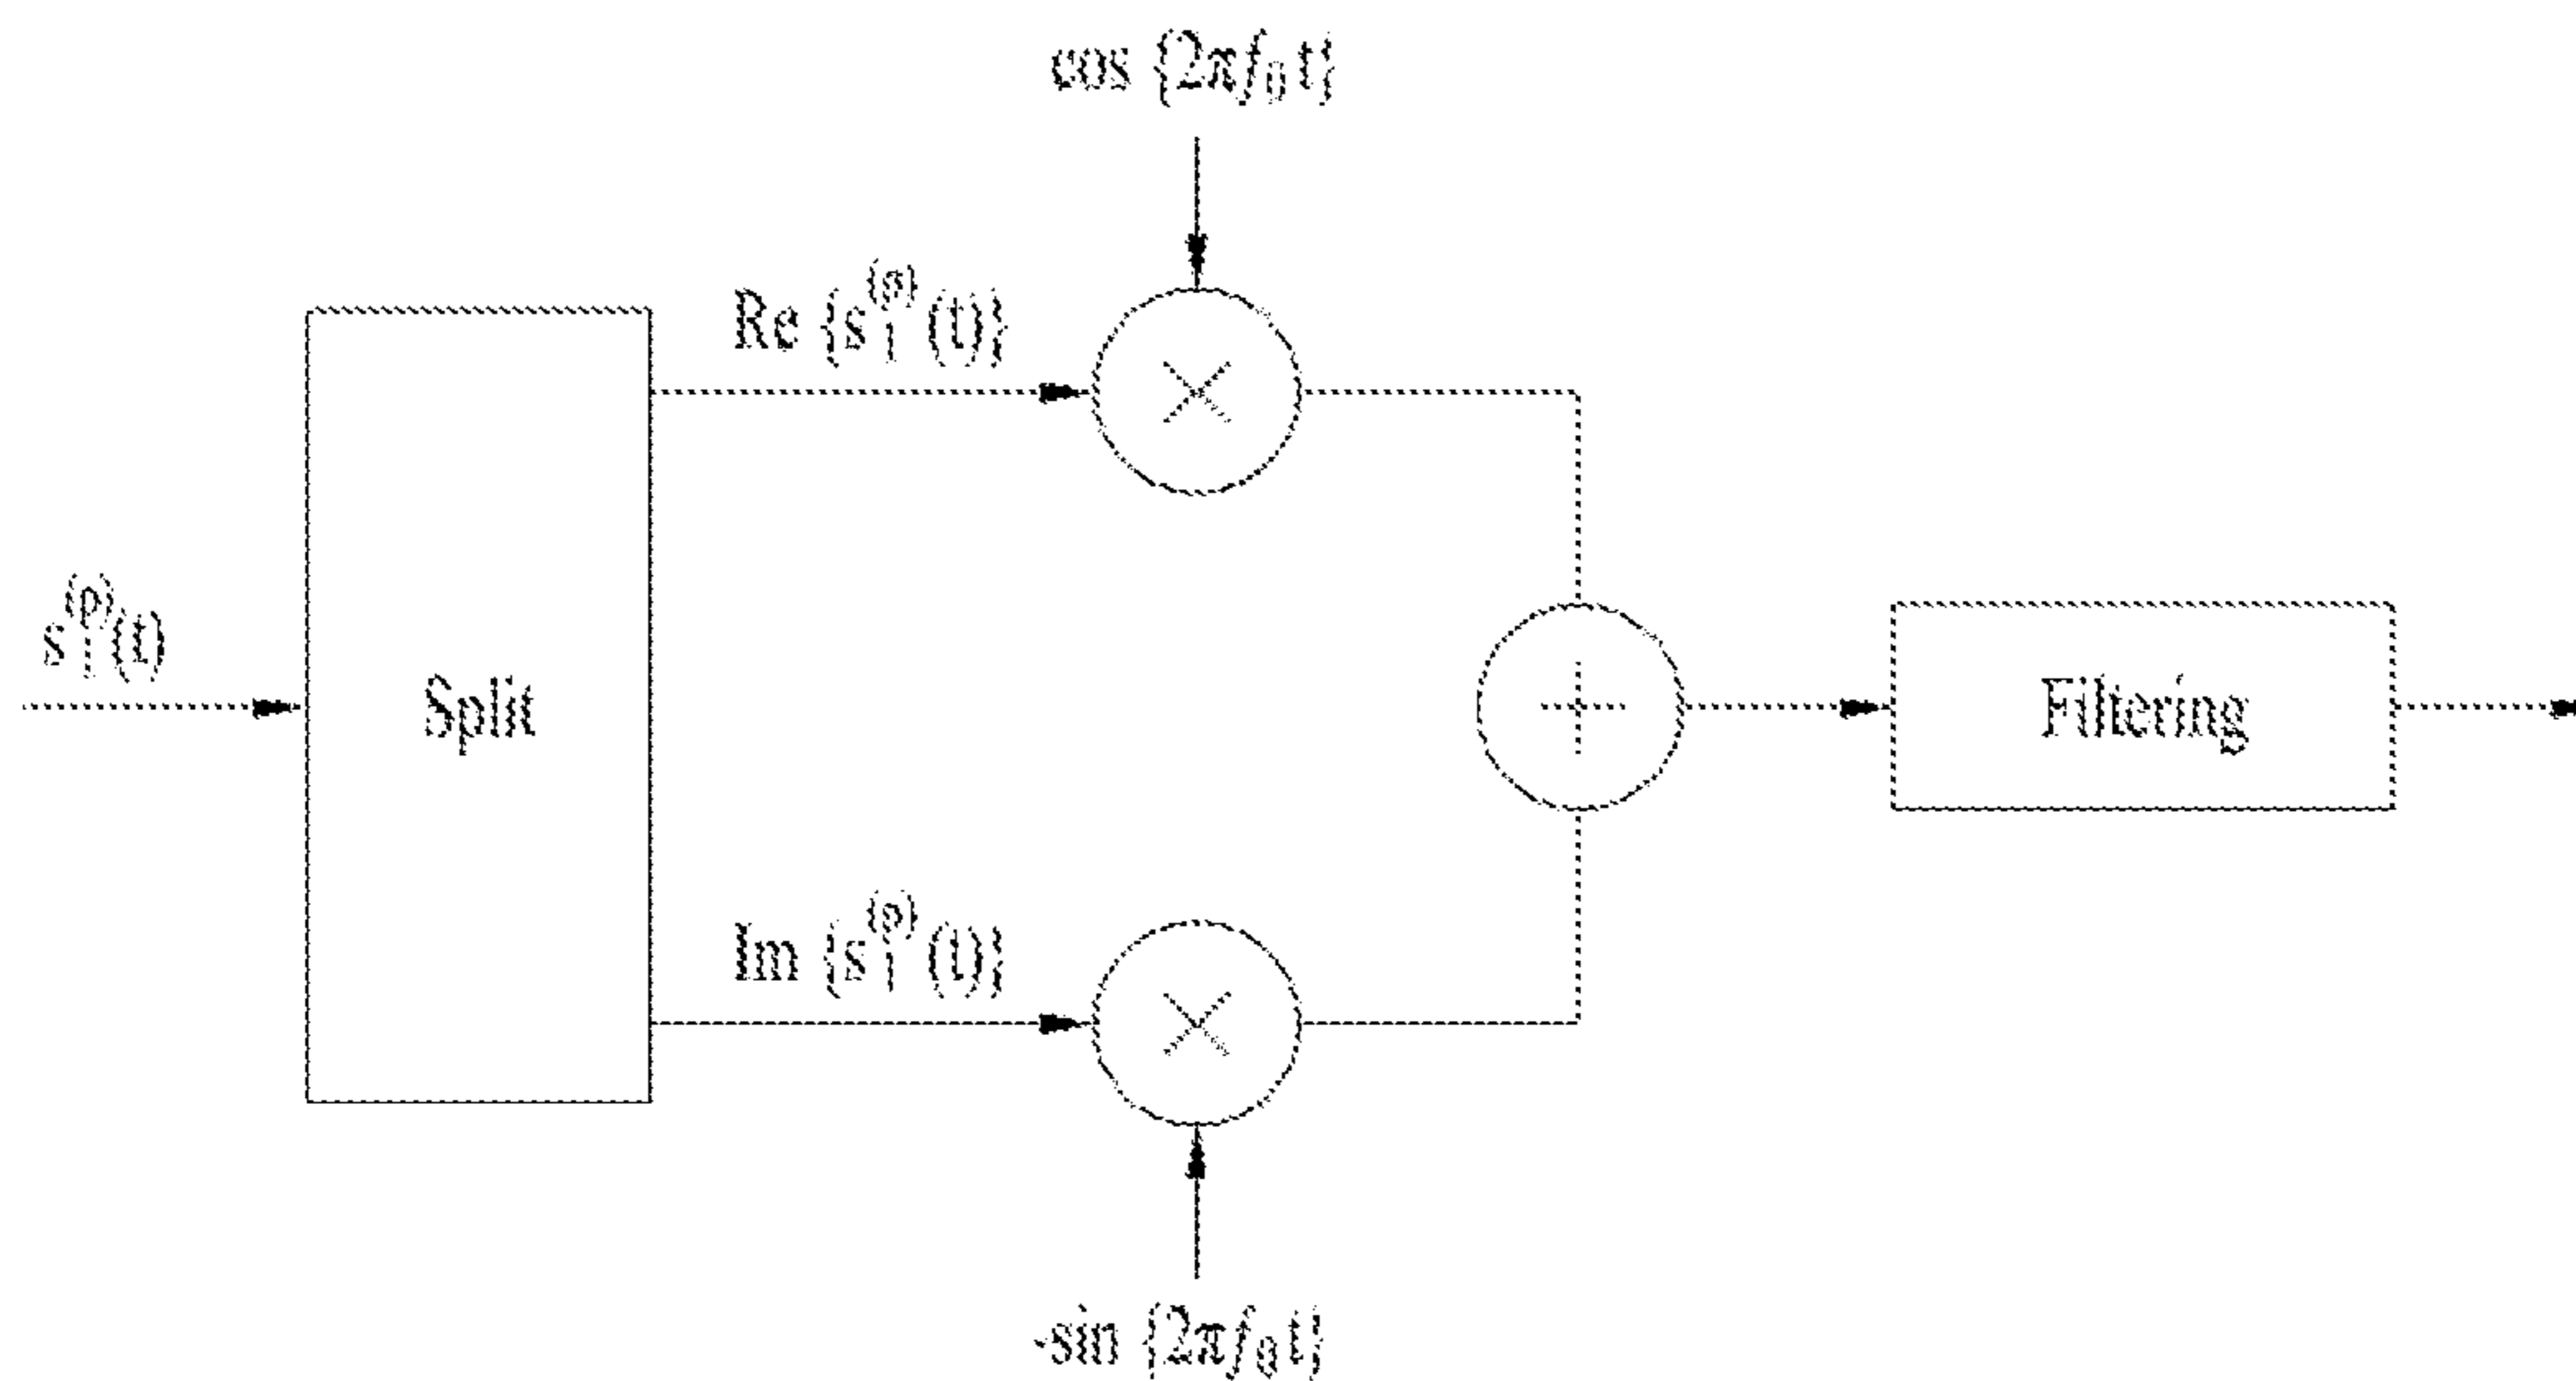 cos {2πf₀t}
Re {s₁⁽ᵖ⁾(t)}
s₁⁽ᵖ⁾(t)
Split
Filtering
Im {s₁⁽ᵖ⁾(t)}
-sin {2πf₀t}